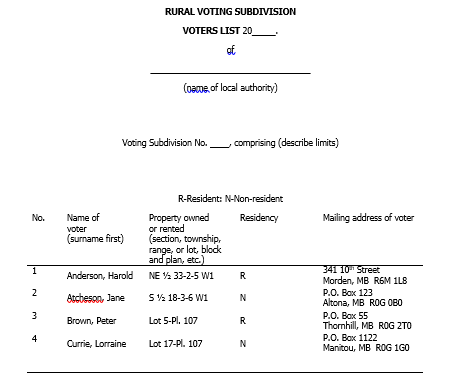 RURAL VOTING SUBDIVISION
VOTERS LIST 20____.
of
(name of local authority)
Voting Subdivision No. ____, comprising (describe limits)
R-Resident: N-Non-resident
No. Name of voter (surname first) Property owned or rented (section, township, range, or lot, block and plan, etc.) Residency Mailing address of voter
1 Anderson, Harold NE ½ 33-2-5 W1 R 341 10th Street
Morden, MB R6M 1L8
2 Atcheson, Jane S ½ 18-3-6 W1 N P.O. Box 123
Altona, MB R0G 0B0
3 Brown, Peter Lot 5-Pl. 107 R P.O. Box 55
Thornhill, MB R0G 2T0
4 Currie, Lorraine Lot 17-Pl. 107 N P.O. Box 1122
Manitou, MB R0G 1G0